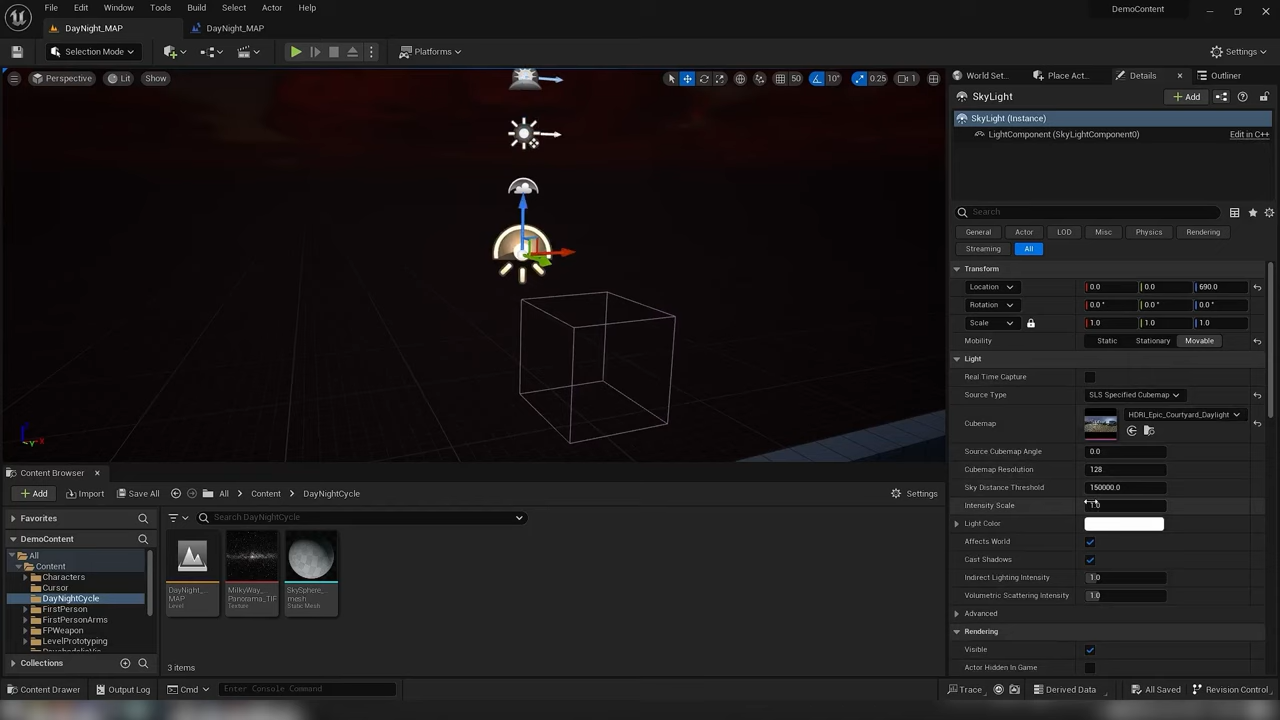 File Edit Window Tools Build Select Actor Help
DemoContent
DayNight_MAP
DayNight_MAP
Selection Mode
Platforms
Settings
Perspective
Lit
Show
50
10°
0.25
1
World Set...
Place Act...
Details
Outliner
SkyLight
Add
SkyLight (Instance)
LightComponent (SkyLightComponent0)
Edit in C++
Search
General
Actor
LOD
Misc
Physics
Rendering
Streaming
All
Transform
Location
0.0
0.0
690.0
Rotation
0.0 °
0.0 °
0.0 °
Scale
1.0
1.0
1.0
Mobility
Static
Stationary
Movable
Light
Real Time Capture
Source Type
SLS Specified Cubemap
Cubemap
HDRI_Epic_Courtyard_Daylight
Source Cubemap Angle
0.0
Cubemap Resolution
128
Sky Distance Threshold
150000.0
Intensity Scale
1.0
Light Color
Affects World
Cast Shadows
Indirect Lighting Intensity
1.0
Volumetric Scattering Intensity
1.0
Advanced
Rendering
Visible
Actor Hidden In Game
Content Browser
Add
Import
Save All
All
Content
DayNightCycle
Settings
Favorites
DemoContent
All
Content
Characters
Cursor
DayNightCycle
FirstPerson
FirstPersonArms
FPWeapon
LevelPrototyping
Collections
Search DayNightCycle
DayNight_
MAP
Level
MilkyWay_
Panorama_TIF
Texture
SkySphere_
mesh
Static Mesh
3 items
Content Drawer
Output Log
Cmd
Enter Console Command
Trace
Derived Data
All Saved
Revision Control